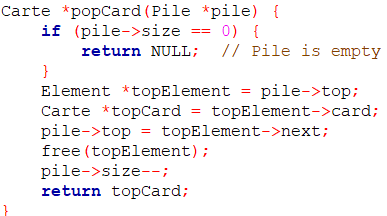 Carte *popCard(Pile *pile) {
    if (pile->size == 0) {
        return NULL;  // Pile is empty
    }
    Element *topElement = pile->top;
    Carte *topCard = topElement->card;
    pile->top = topElement->next;
    free(topElement);
    pile->size--;
    return topCard;
}